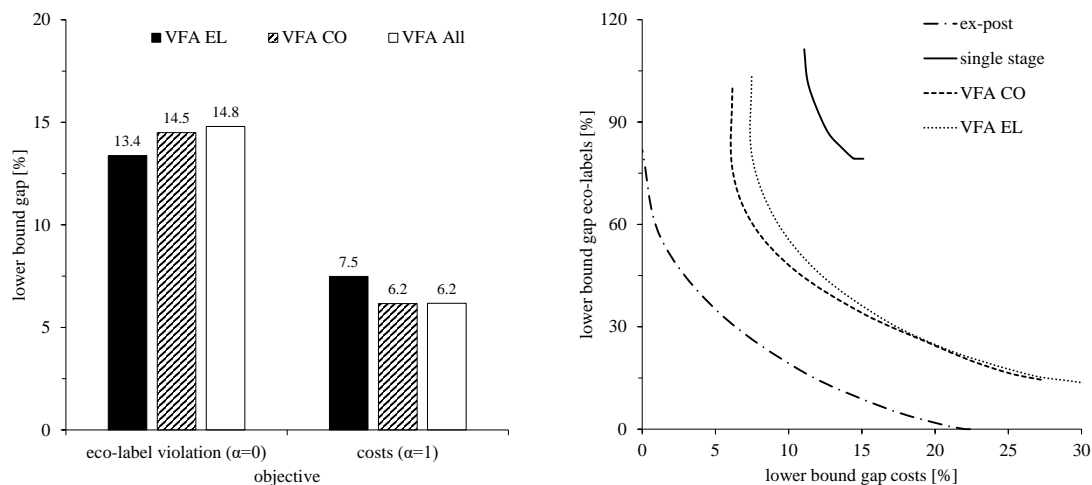 20
15
10
5
0
lower bound gap [%]
VFA EL
VFA CO
VFA All
13.4
14.5
14.8
7.5
6.2
6.2
eco-label violation (α=0)
costs (α=1)
objective
120
90
60
30
0
lower bound gap eco-labels [%]
ex-post
single stage
VFA CO
VFA EL
0
5
10
15
20
25
30
lower bound gap costs [%]